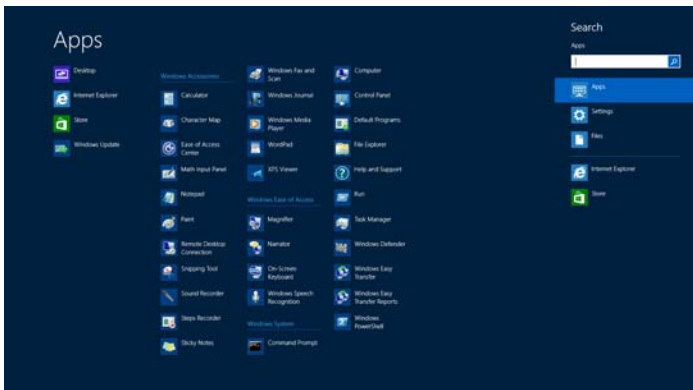 Apps
Desktop
Internet Explorer
Store
Windows Update
Windows Accessories
Calculator
Character Map
Ease of Access
Center
Math Input Panel
Notepad
Paint
Remote Desktop
Connection
Snipping Tool
Sound Recorder
Steps Recorder
Sticky Notes
Windows Fax and
Scan
Windows Journal
Windows Media
Player
WordPad
XPS Viewer
Windows Ease of Access
Magnifier
Narrator
On-Screen
Keyboard
Windows Speech
Recognition
Windows System
Command Prompt
Computer
Control Panel
Default Programs
File Explorer
Help and Support
Run
Task Manager
Windows Defender
Windows Easy
Transfer
Windows Easy
Transfer Reports
Windows
PowerShell
Search
Apps
Apps
Settings
Files
Internet Explorer
Store